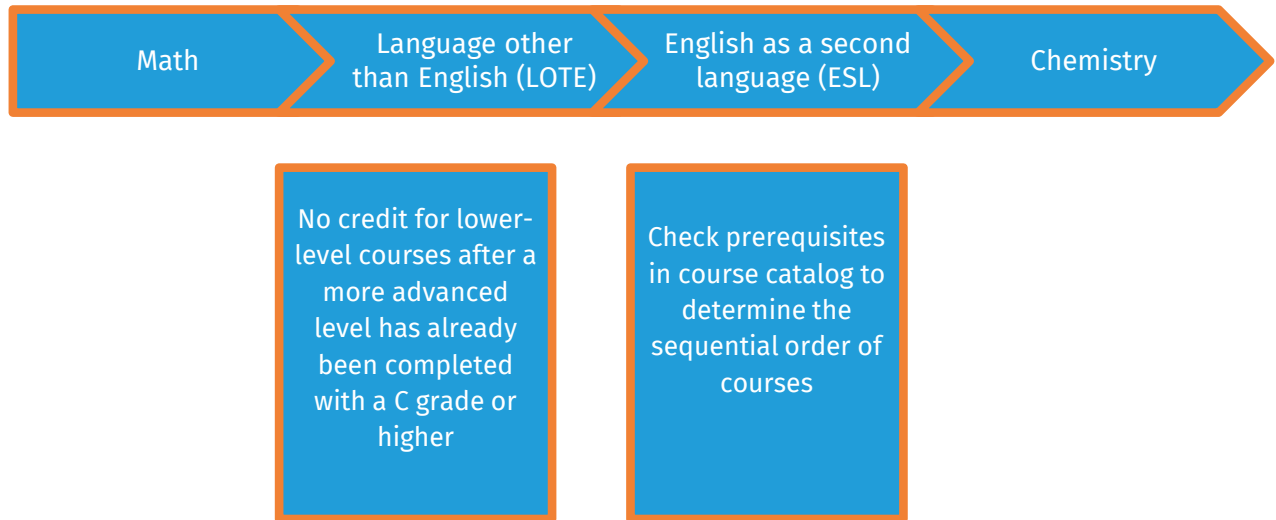 Math
Language other
than English (LOTE)
English as a second
language (ESL)
Chemistry
No credit for lower-
level courses after a
more advanced
level has already
been completed
with a C grade or
higher
Check prerequisites
in course catalog to
determine the
sequential order of
courses